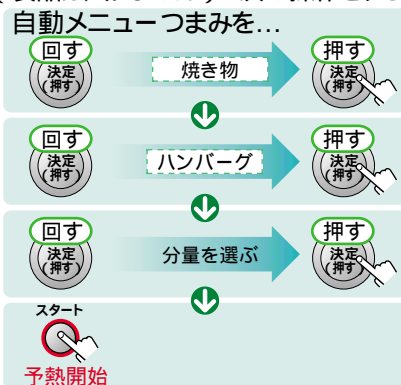 自動メニューつまみを…
回す
決定
(押す)
焼き物
押す
決定
(押す)
回す
決定
(押す)
ハンバーグ
押す
決定
(押す)
回す
決定
(押す)
分量を選ぶ
押す
決定
(押す)
スタート
予熱開始